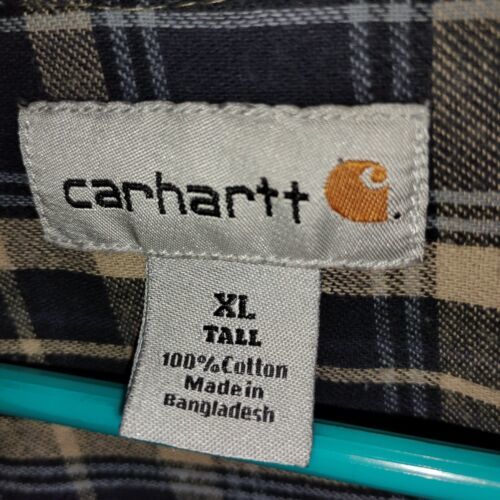 carhartt
XL
TALL
100%Cotton
Made in
Bangladesh